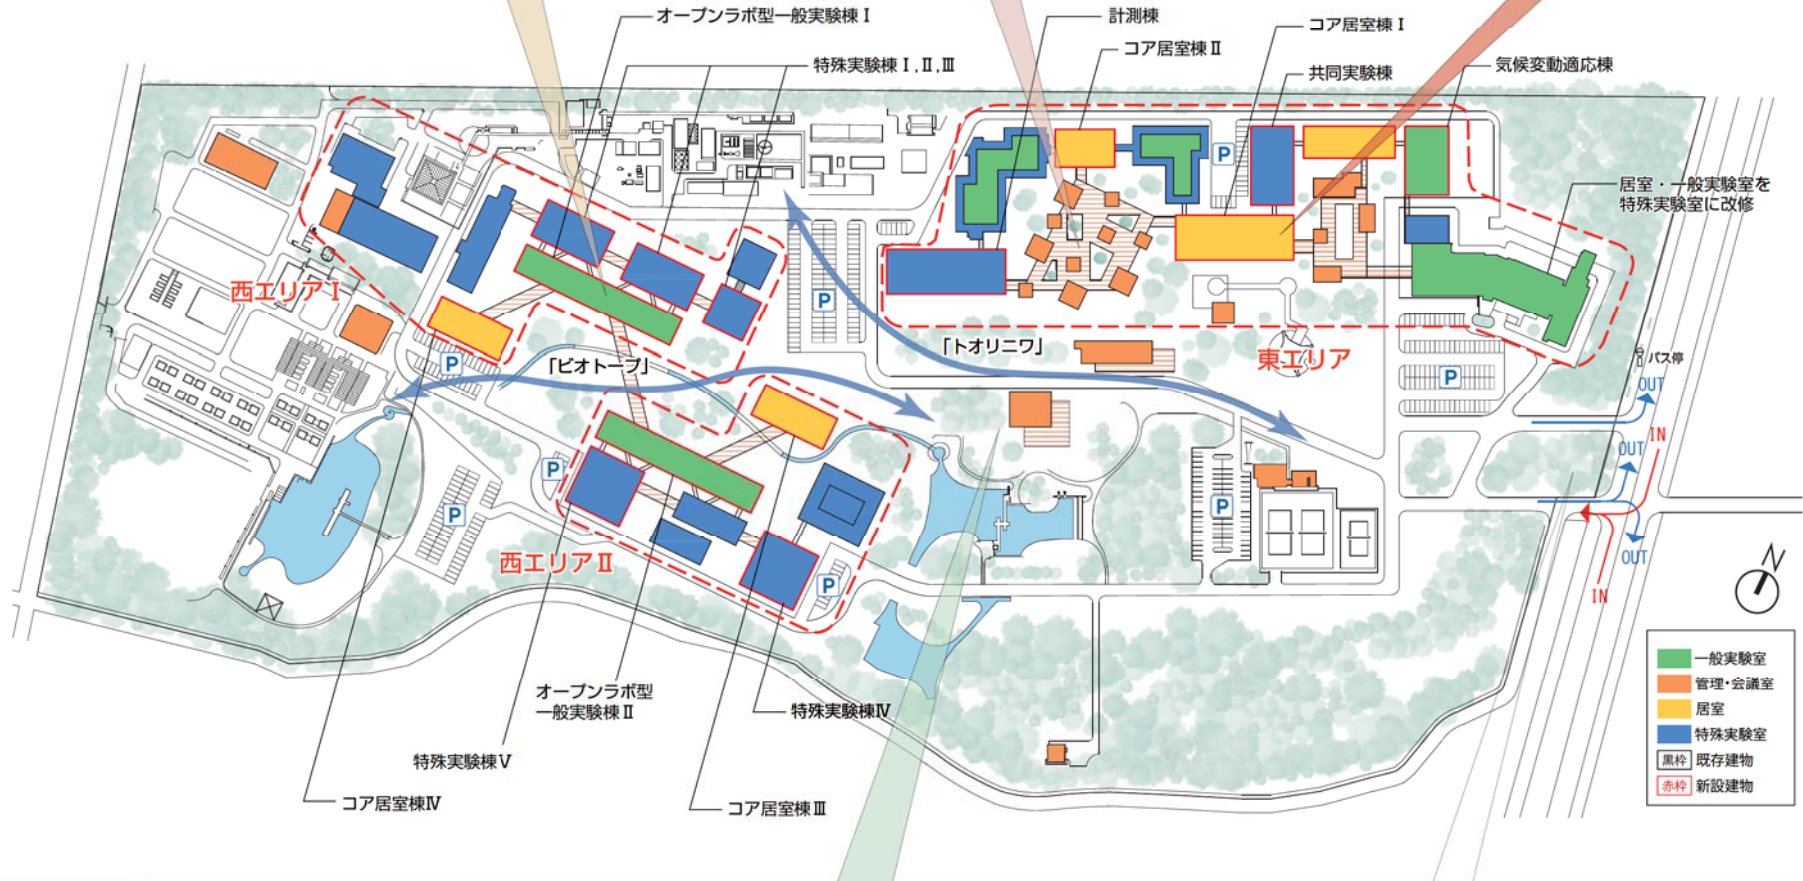 オープンラボ型一般実験棟Ⅰ
計測棟
コア居室棟Ⅰ
コア居室棟Ⅱ
特殊実験棟Ⅰ,Ⅱ,Ⅲ
共同実験棟
気候変動適応棟
P
居室・一般実験室を
特殊実験室に改修
西エリアⅠ
P
「トオリニワ」
東エリア
バス停
「ビオトープ」
P
P
OUT
IN
OUT
P
P
P
OUT
西エリアⅡ
P
IN
N
一般実験室
管理・会議室
居室
特殊実験室
黒枠 既存建物
赤枠 新設建物
オープンラボ型
一般実験棟Ⅱ
特殊実験棟Ⅳ
特殊実験棟Ⅴ
コア居室棟Ⅳ
コア居室棟Ⅲ